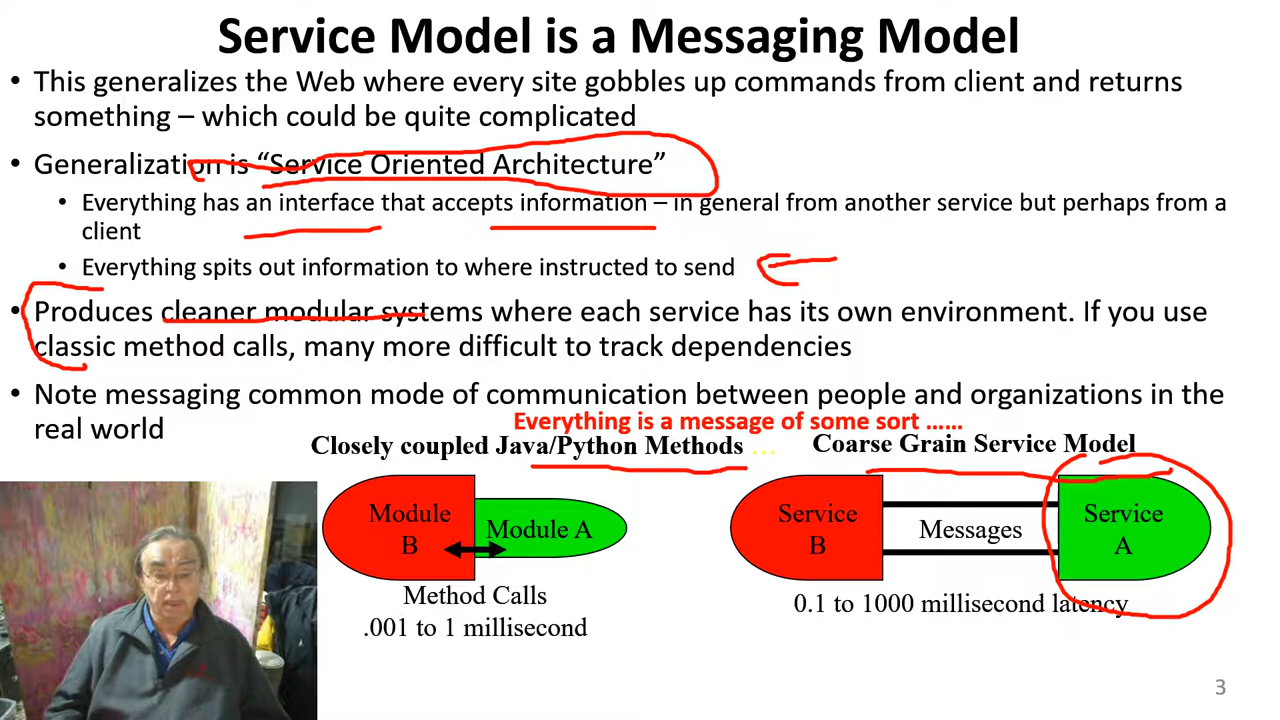 Service Model is a Messaging Model
• This generalizes the Web where every site gobbles up commands from client and returns
something – which could be quite complicated
• Generalization is “Service Oriented Architecture”
• Everything has an interface that accepts information – in general from another service but perhaps from a
client
• Everything spits out information to where instructed to send
• Produces cleaner modular systems where each service has its own environment. If you use
classic method calls, many more difficult to track dependencies
• Note messaging common mode of communication between people and organizations in the
real world
Everything is a message of some sort ……
Closely coupled Java/Python Methods …
Module
B
Module A
Method Calls
.001 to 1 millisecond
Coarse Grain Service Model
Service
B
Messages
Service
A
0.1 to 1000 millisecond latency
3